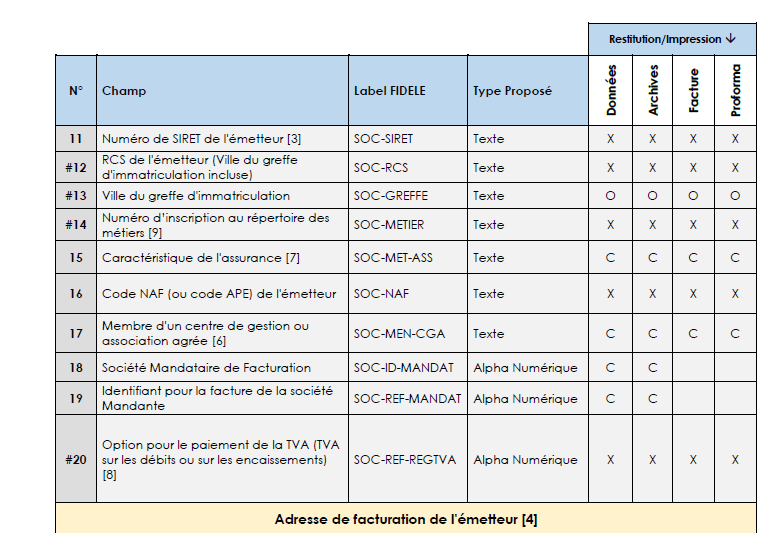 Restitution/Impression ↓
N° Champ Label FIDELE Type Proposé Données Archives Facture Proforma
11 Numéro de SIRET de l'émetteur [3] SOC-SIRET Texte X X X X
#12 RCS de l'émetteur (Ville du greffe
d'immatriculation incluse) SOC-RCS Texte X X X X
#13 Ville du greffe d'immatriculation SOC-GREFFE Texte O O O O
#14 Numéro d'inscription au répertoire des
métiers [9] SOC-METIER Texte X X X X
15 Caractéristique de l'assurance [7] SOC-MET-ASS Texte C C C C
16 Code NAF (ou code APE) de l'émetteur SOC-NAF Texte X X X X
17 Membre d'un centre de gestion ou
association agrée [6] SOC-MEN-CGA Texte C C C C
18 Société Mandataire de Facturation SOC-ID-MANDAT Alpha Numérique C C
19 Identifiant pour la facture de la société
Mandante SOC-REF-MANDAT Alpha Numérique C C
#20 Option pour le paiement de la TVA (TVA
sur les débits ou sur les encaissements)
[8] SOC-REF-REGTVA Alpha Numérique X X X X
Adresse de facturation de l'émetteur [4]